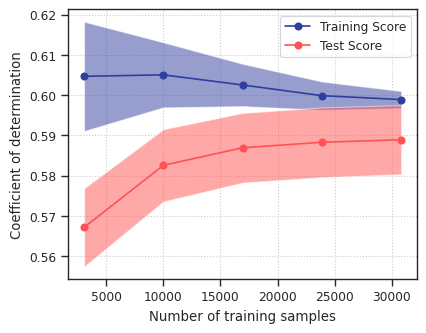 0.62
0.61
0.60
0.59
0.58
0.57
0.56
Coefficient of determination
Training Score
Test Score
5000 10000 15000 20000 25000 30000
Number of training samples